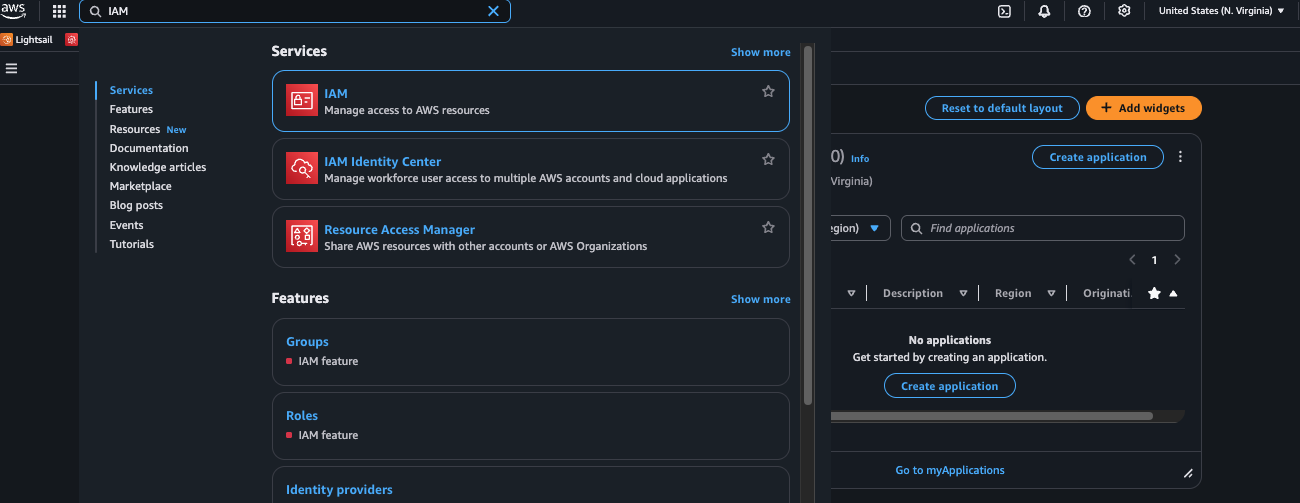 aws
IAM
United States (N. Virginia)
Lightsail
Services
Features
Resources New
Documentation
Knowledge articles
Marketplace
Blog posts
Events
Tutorials
Services
Show more
IAM
Manage access to AWS resources
IAM Identity Center
Manage workforce user access to multiple AWS accounts and cloud applications
Resource Access Manager
Share AWS resources with other accounts or AWS Organizations
Features
Show more
Groups
IAM feature
Roles
IAM feature
Identity providers
Reset to default layout
+ Add widgets
0) Info
Create application
Virginia)
egion)
Find applications
1
Description
Region
Originati
No applications
Get started by creating an application.
Create application
Go to myApplications